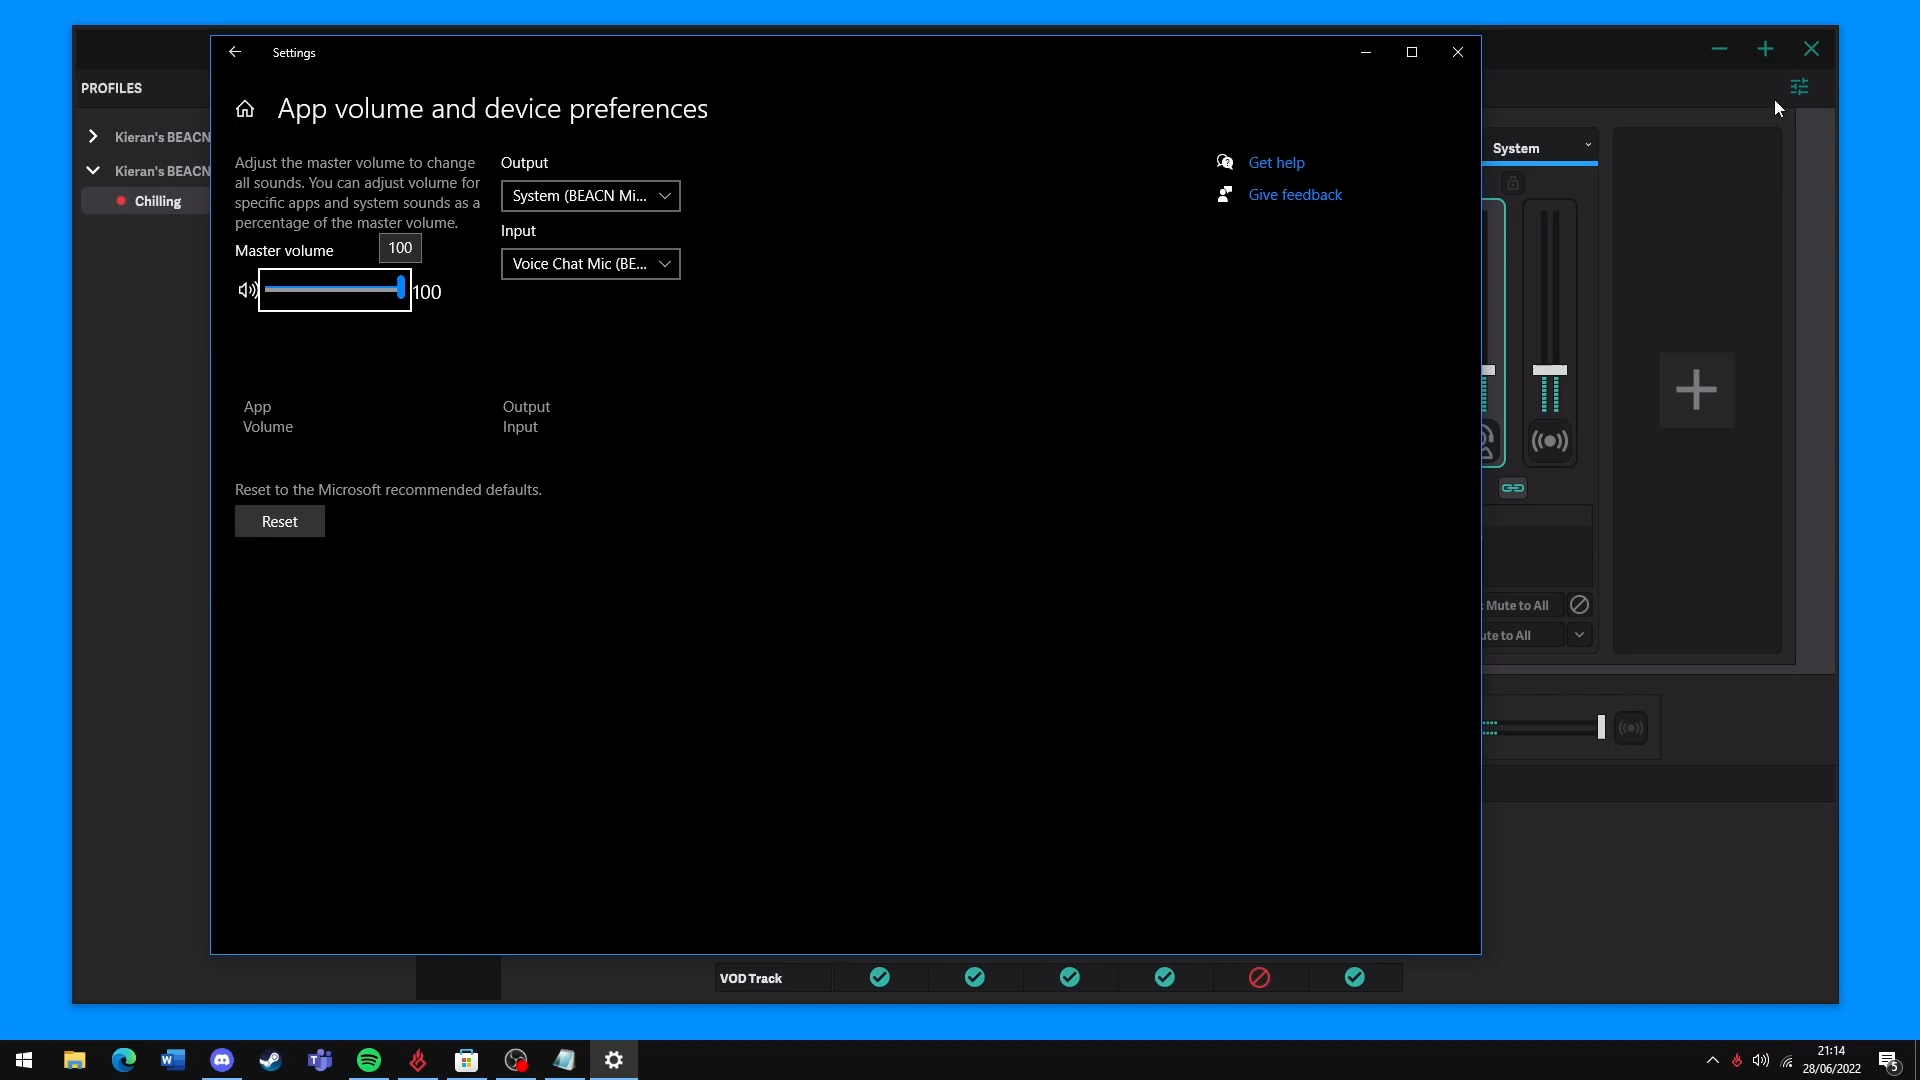 Settings
PROFILES
App volume and device preferences
Kieran's BEACN
Kieran's BEACN
Chilling
Adjust the master volume to change
all sounds. You can adjust volume for
specific apps and system sounds as a
percentage of the master volume.
Master volume
100
100
Output
System (BEACN Mi...
Input
Voice Chat Mic (BE...
Get help
Give feedback
System
App
Volume
Output
Input
Reset to the Microsoft recommended defaults.
Reset
: Mute to All
ute to All
VOD Track
21:14
28/06/2022
5